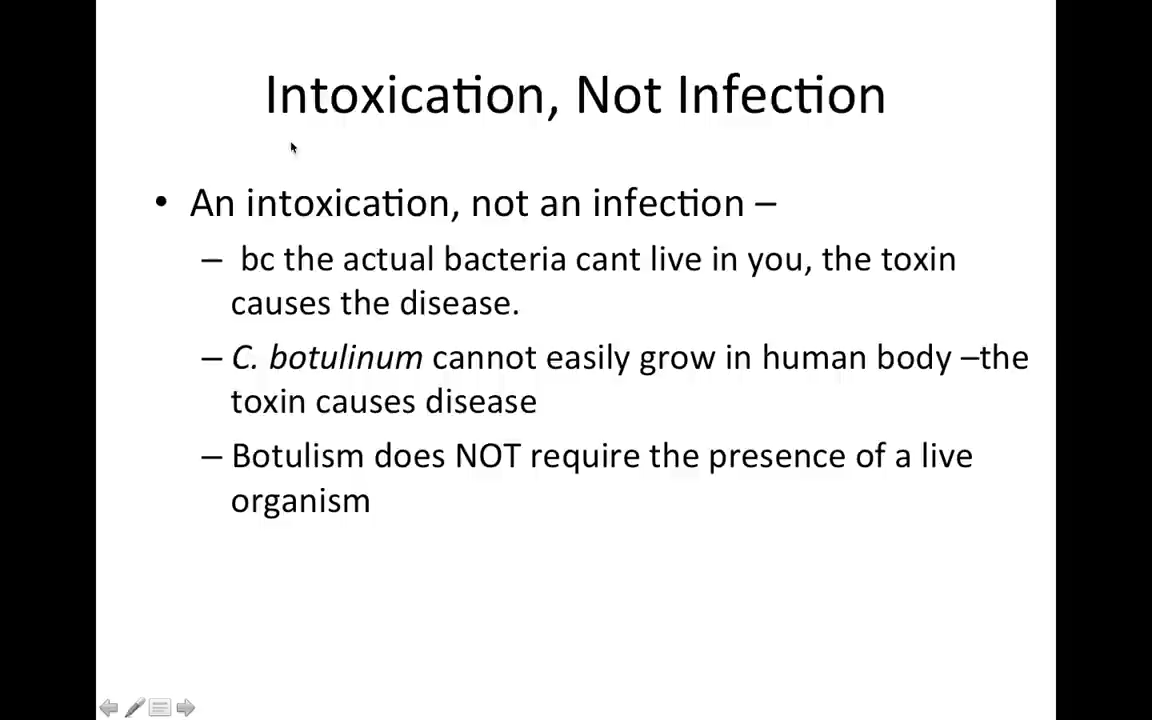 Intoxication, Not Infection
• An intoxication, not an infection –
– bc the actual bacteria cant live in you, the toxin
causes the disease.
– C. botulinum cannot easily grow in human body –the
toxin causes disease
– Botulism does NOT require the presence of a live
organism